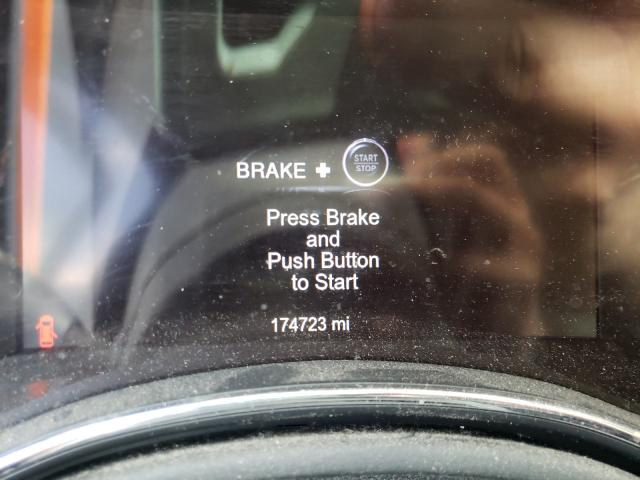 BRAKE + START STOP
Press Brake
and
Push Button
to Start
174723 mi